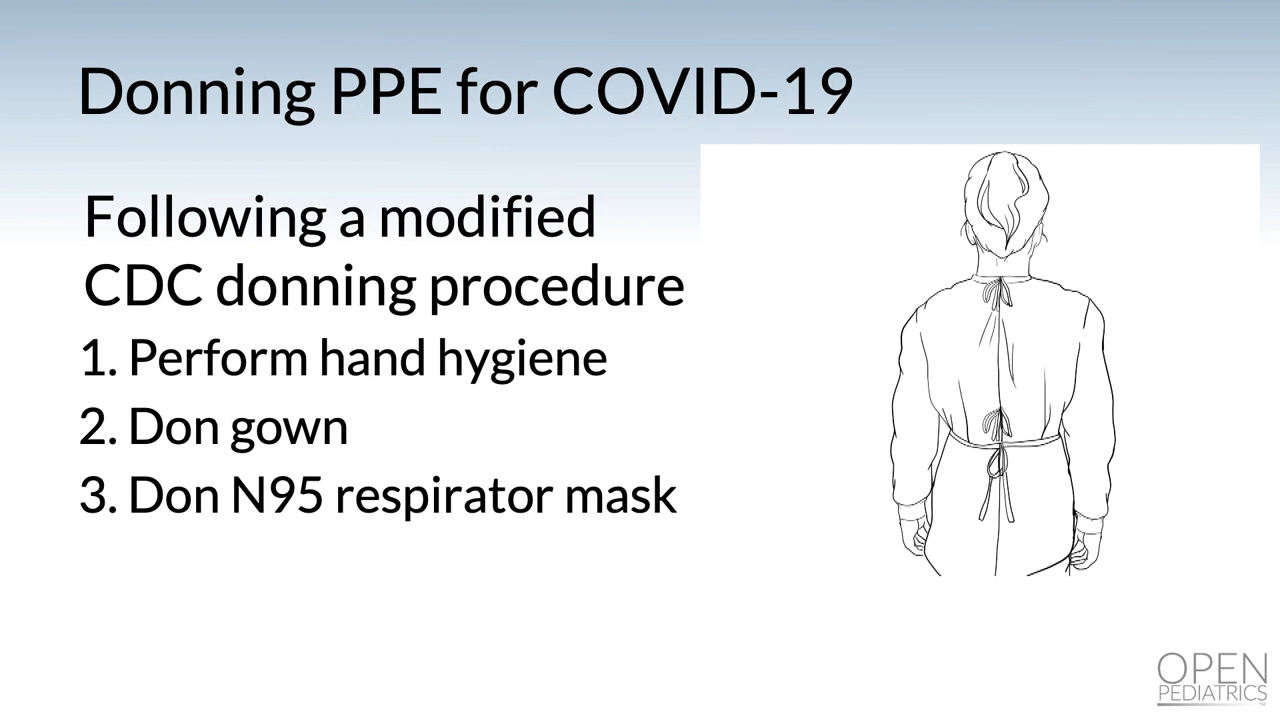 Donning PPE for COVID-19
Following a modified
CDC donning procedure
1. Perform hand hygiene
2. Don gown
3. Don N95 respirator mask
OPEN
PEDIATRICS™